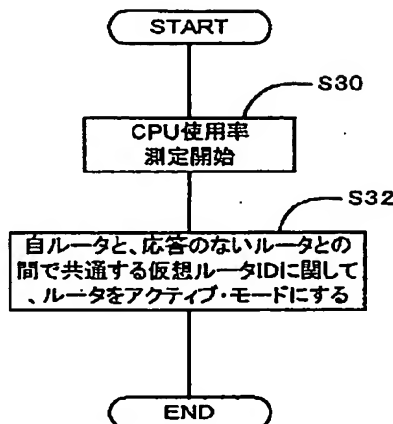 START
S30
CPU使用率
測定開始
S32
自ルータと、応答のないルータとの
間で共通する仮想ルータIDに関して
、ルータをアクティブ・モードにする
END